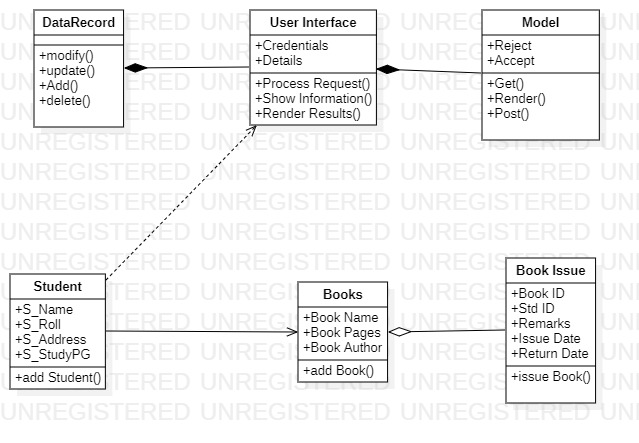 DataRecord
+modify()
+update()
+Add()
+delete()
User Interface
+Credentials
+Details
+Process Request()
+Show Information()
+Render Results()
Model
+Reject
+Accept
+Get()
+Render()
+Post()
Student
+S_Name
+S_Roll
+S_Address
+S_StudyPG
+add Student()
Books
+Book Name
+Book Pages
+Book Author
+add Book()
Book Issue
+Book ID
+Std ID
+Remarks
+Issue Date
+Return Date
+issue Book()
UNREGISTERED